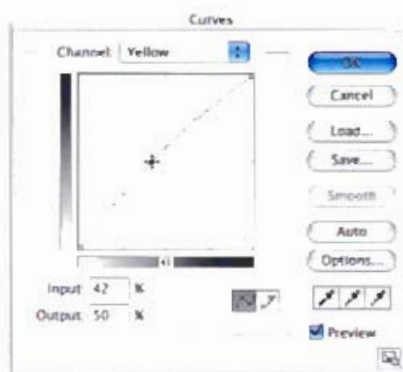 Curves
Channel: Yellow
OK
Cancel
Load...
Save...
Smooth
Auto
Options...
Input: 42 %
Output: 50 %
Preview